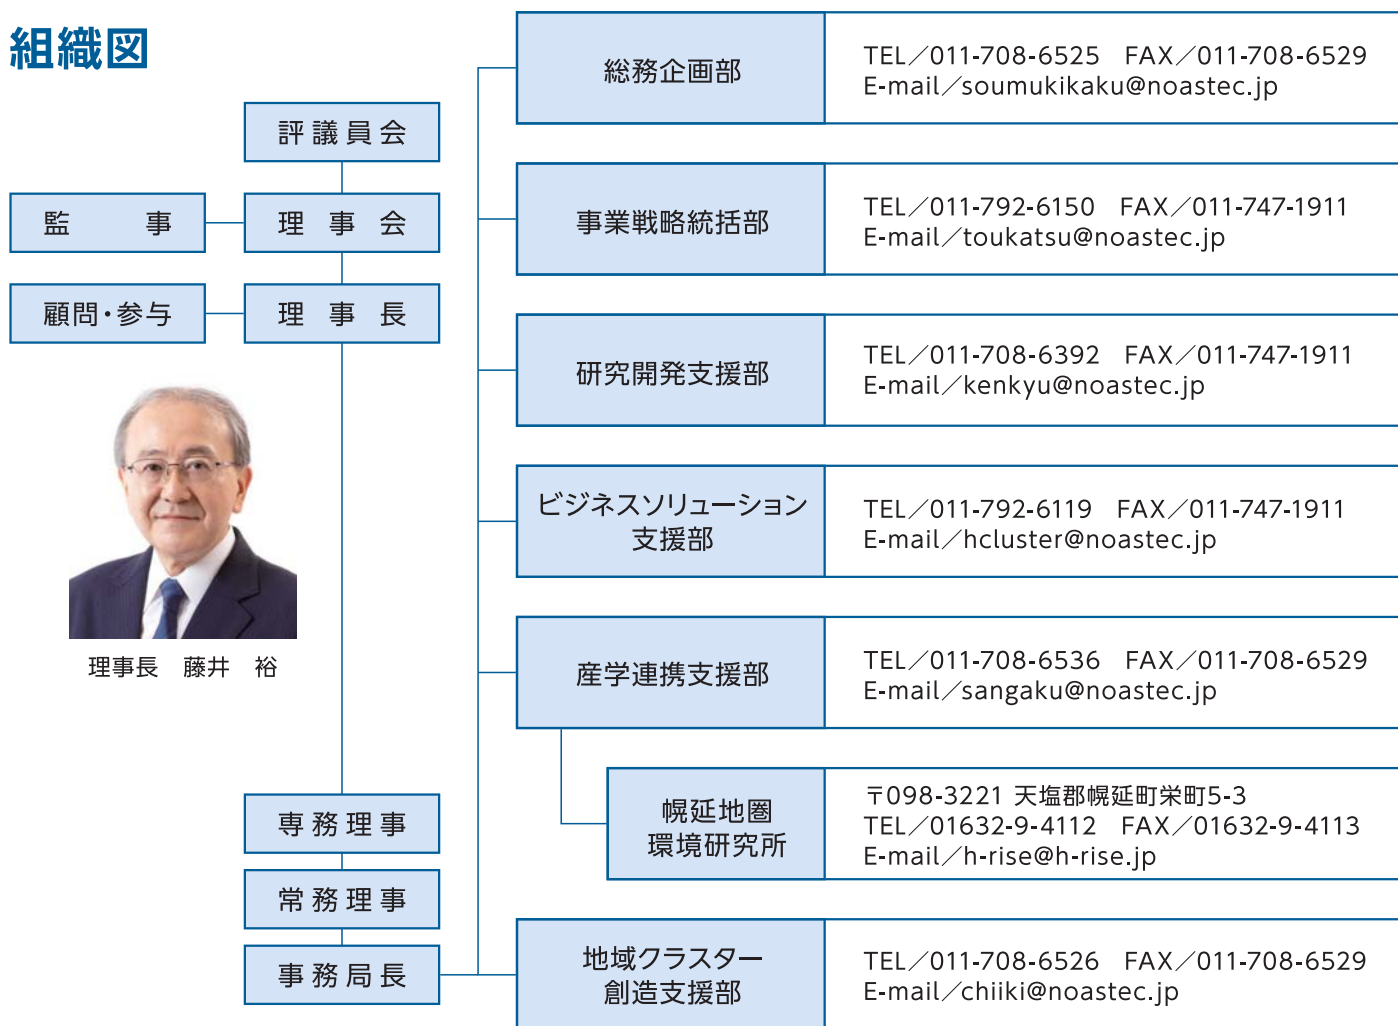 組織図
評議員会
監事
理事会
顧問・参与
理事長
理事長 藤井 裕
専務理事
常務理事
事務局長
総務企画部
TEL/011-708-6525 FAX/011-708-6529
E-mail/soumukikaku@noastec.jp
事業戦略統括部
TEL/011-792-6150 FAX/011-747-1911
E-mail/toukatsu@noastec.jp
研究開発支援部
TEL/011-708-6392 FAX/011-747-1911
E-mail/kenkyu@noastec.jp
ビジネスソリューション
支援部
TEL/011-792-6119 FAX/011-747-1911
E-mail/hcluster@noastec.jp
産学連携支援部
TEL/011-708-6536 FAX/011-708-6529
E-mail/sangaku@noastec.jp
幌延地圏
環境研究所
〒098-3221 天塩郡幌延町栄町5-3
TEL/01632-9-4112 FAX/01632-9-4113
E-mail/h-rise@h-rise.jp
地域クラスター
創造支援部
TEL/011-708-6526 FAX/011-708-6529
E-mail/chiiki@noastec.jp